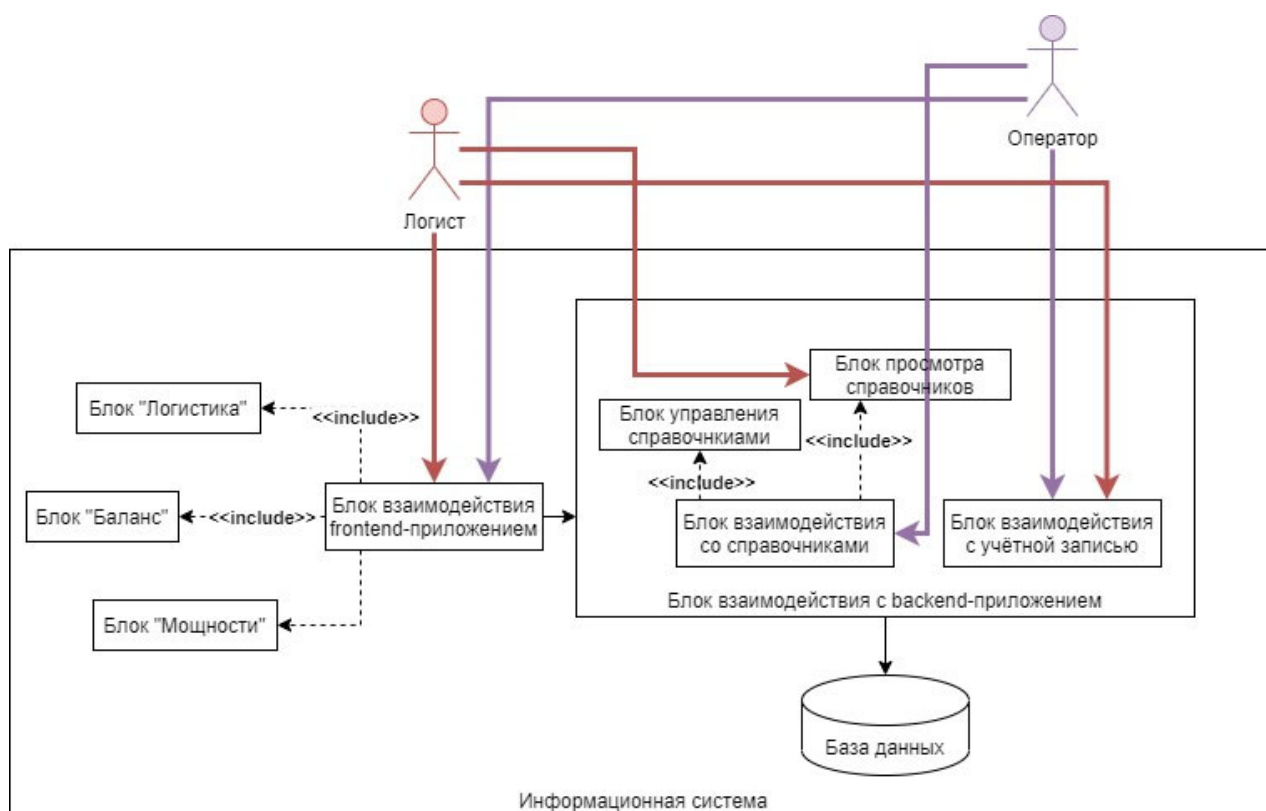 Оператор
Логист
Блок просмотра
справочников
Блок "Логистика"
<<include>>
Блок управления
справочнкиами
<<include>>
<<include>>
Блок "Баланс"
<<include>>
Блок взаимодействия
frontend-приложением
Блок взаимодействия
со справочниками
Блок взаимодействия
с учётной записью
Блок "Мощности"
Блок взаимодействия с backend-приложением
База данных
Информационная система